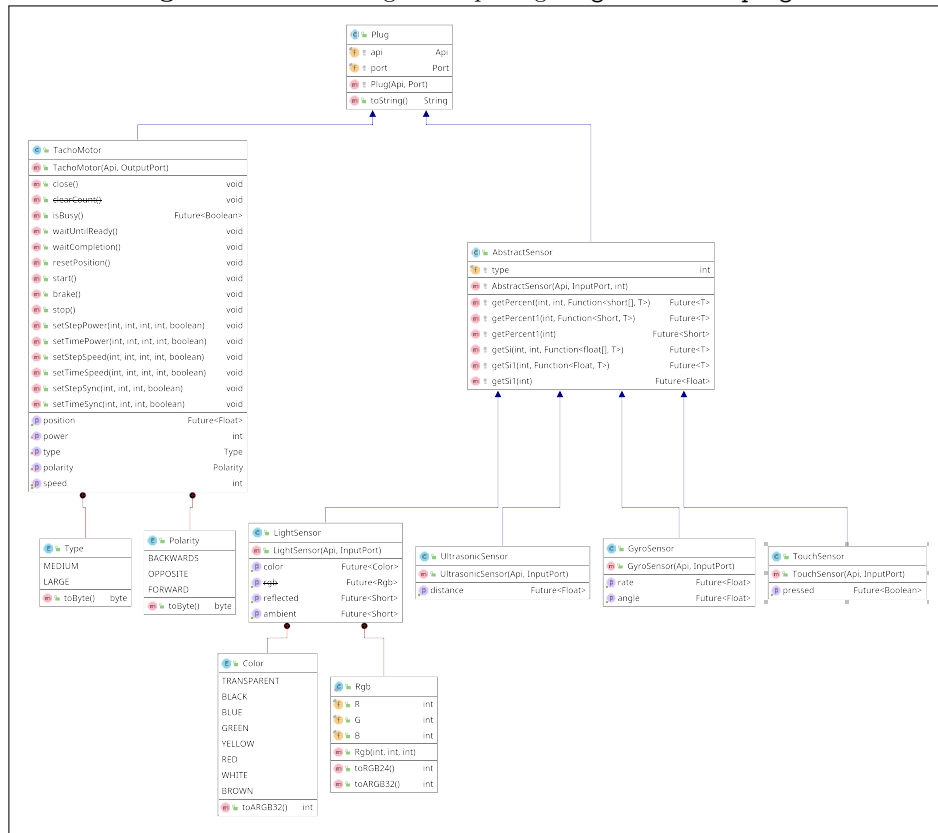 Plug
api Api
port Port
Plug(Api, Port)
toString() String
TachoMotor
TachoMotor(Api, OutputPort)
close() void
clearCount() void
isBusy() Future<Boolean>
waitUntilReady() void
waitCompletion() void
resetPosition() void
start() void
brake() void
stop() void
setStepPower(int, int, int, int, boolean) void
setTimePower(int, int, int, int, boolean) void
setStepSpeed(int, int, int, int, boolean) void
setTimeSpeed(int, int, int, int, boolean) void
setStepSync(int, int, int, boolean) void
setTimeSync(int, int, int, boolean) void
position Future<Float>
power int
type Type
polarity Polarity
speed int
AbstractSensor
type int
AbstractSensor(Api, InputPort, int)
getPercent(int, int, Function<short[], T>) Future<T>
getPercent1(int, Function<Short, T>) Future<T>
getPercent1(int) Future<Short>
getSi(int, int, Function<float[], T>) Future<T>
getSi1(int, Function<Float, T>) Future<T>
getSi1(int) Future<Float>
Type
MEDIUM
LARGE
toByte() byte
Polarity
BACKWARDS
OPPOSITE
FORWARD
toByte() byte
LightSensor
LightSensor(Api, InputPort)
color Future<Color>
rgb Future<Rgb>
reflected Future<Short>
ambient Future<Short>
UltrasonicSensor
UltrasonicSensor(Api, InputPort)
distance Future<Float>
GyroSensor
GyroSensor(Api, InputPort)
rate Future<Float>
angle Future<Float>
TouchSensor
TouchSensor(Api, InputPort)
pressed Future<Boolean>
Color
TRANSPARENT
BLACK
BLUE
GREEN
YELLOW
RED
WHITE
BROWN
toARGB32() int
Rgb
R int
G int
B int
Rgb(int, int, int)
toRGB24() int
toARGB32() int